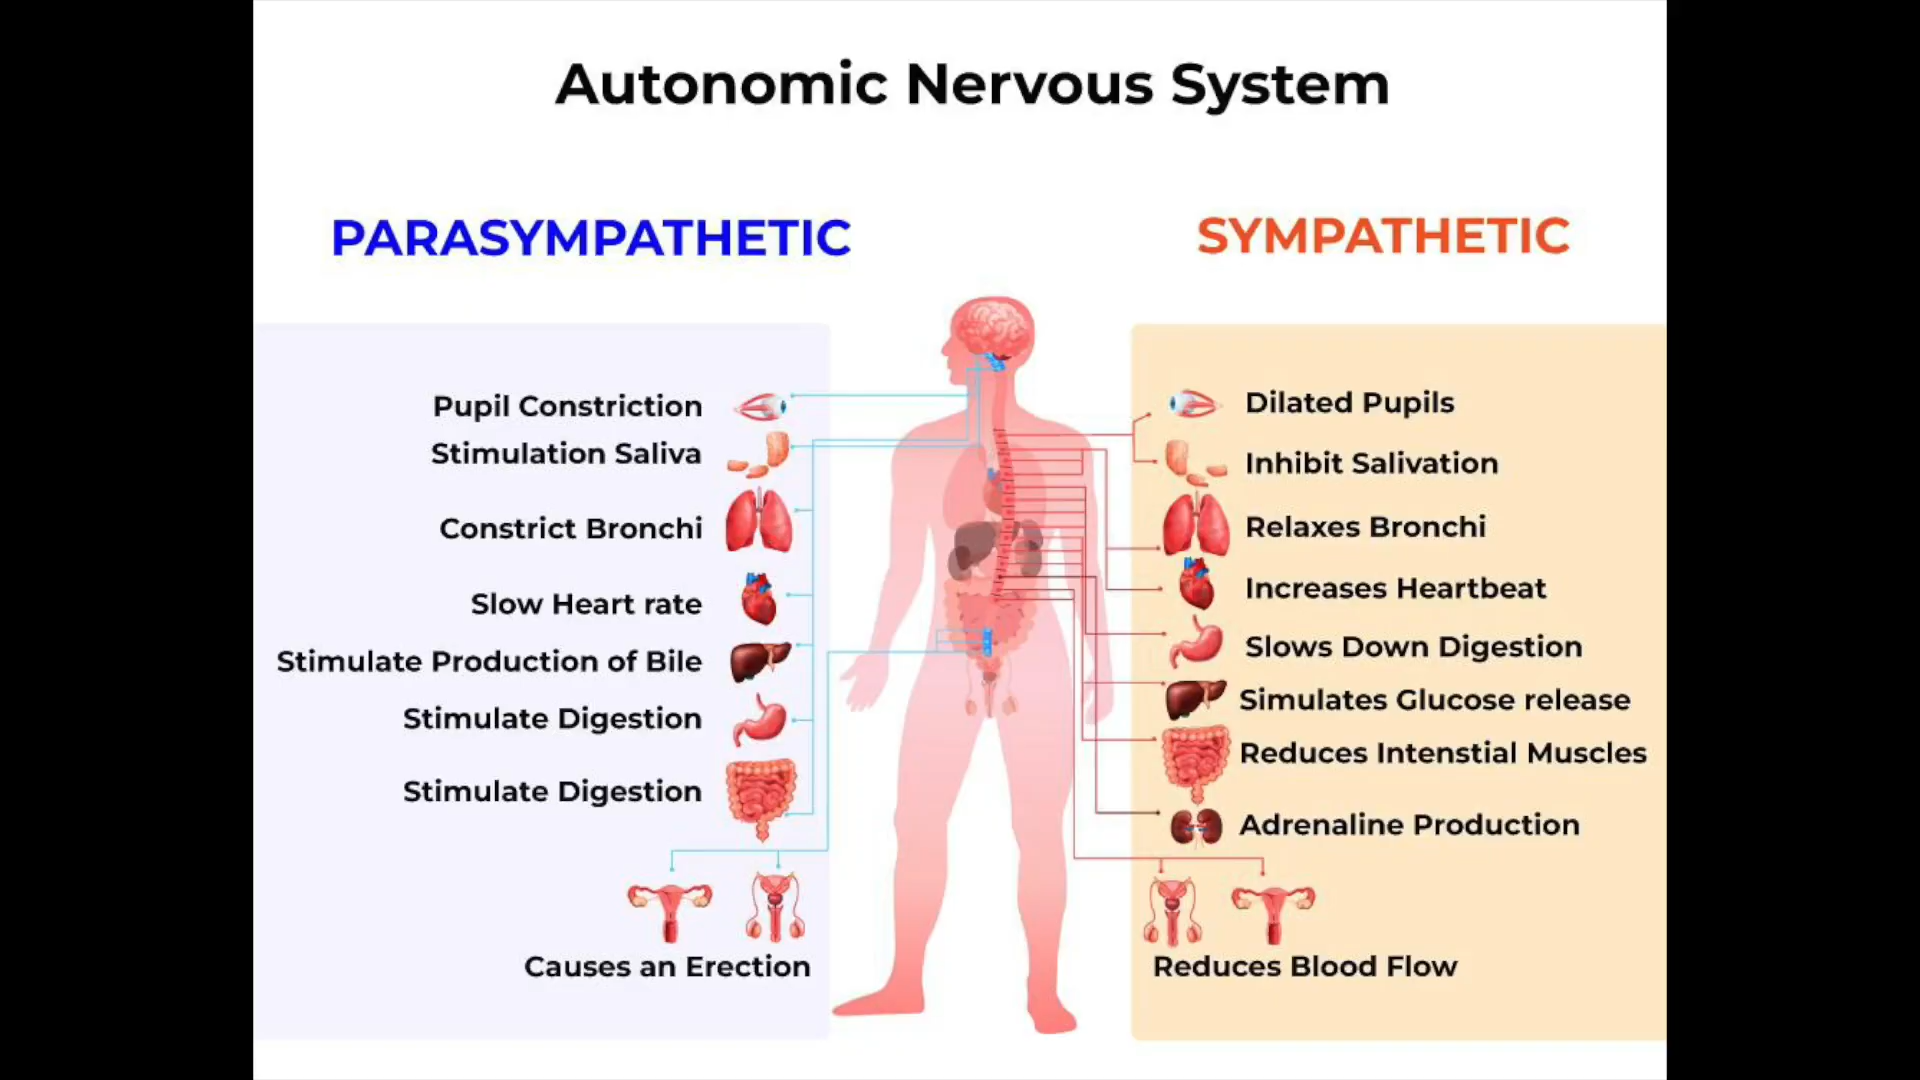 Autonomic Nervous System
PARASYMPATHETIC
Pupil Constriction
Stimulation Saliva
Constrict Bronchi
Slow Heart rate
Stimulate Production of Bile
Stimulate Digestion
Stimulate Digestion
Causes an Erection
SYMPATHETIC
Dilated Pupils
Inhibit Salivation
Relaxes Bronchi
Increases Heartbeat
Slows Down Digestion
Simulates Glucose release
Reduces Intenstial Muscles
Adrenaline Production
Reduces Blood Flow